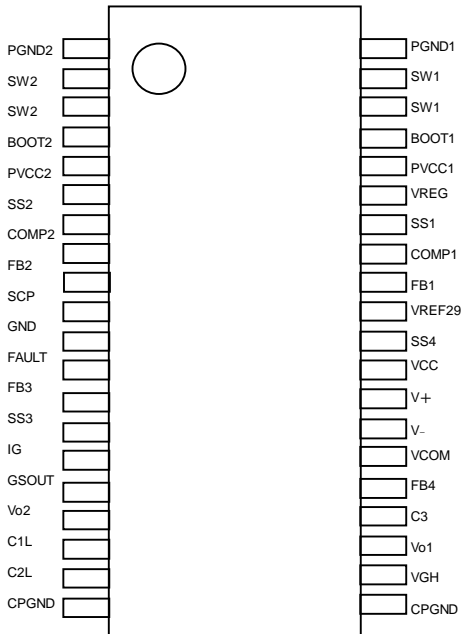 PGND2
SW2
SW2
BOOT2
PVCC2
SS2
COMP2
FB2
SCP
GND
FAULT
FB3
SS3
IG
GSOUT
Vo2
C1L
C2L
CPGND
PGND1
SW1
SW1
BOOT1
PVCC1
VREG
SS1
COMP1
FB1
VREF29
SS4
VCC
V+
V-
VCOM
FB4
C3
Vo1
VGH
CPGND